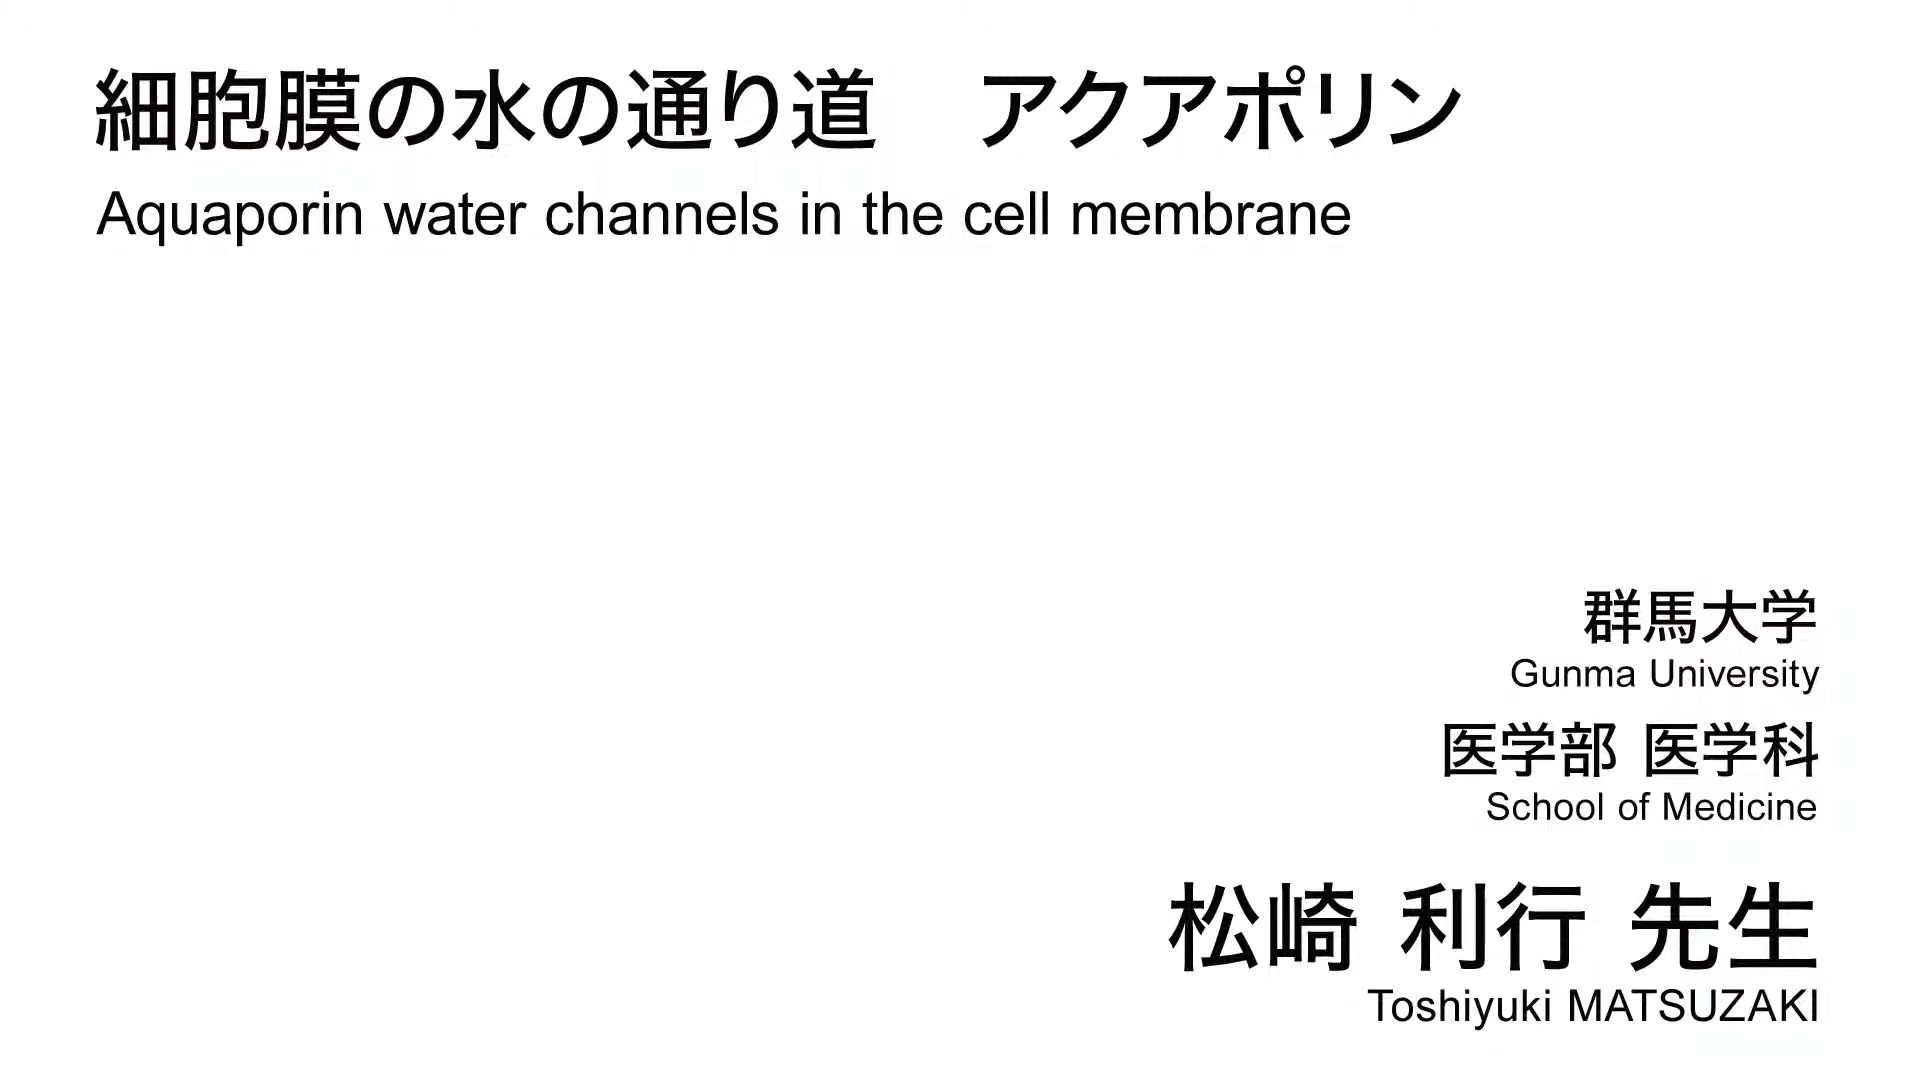 細胞膜の水の通り道　アクアポリン
Aquaporin water channels in the cell membrane
群馬大学
Gunma University
医学部 医学科
School of Medicine
松崎 利行 先生
Toshiyuki MATSUZAKI